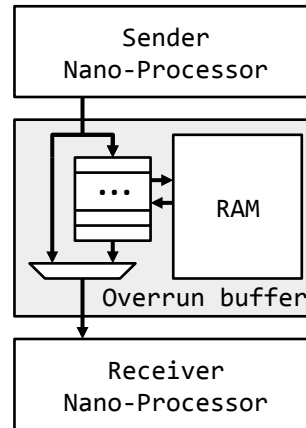 Sender
Nano-Processor
...
RAM
Overrun buffer
Receiver
Nano-Processor